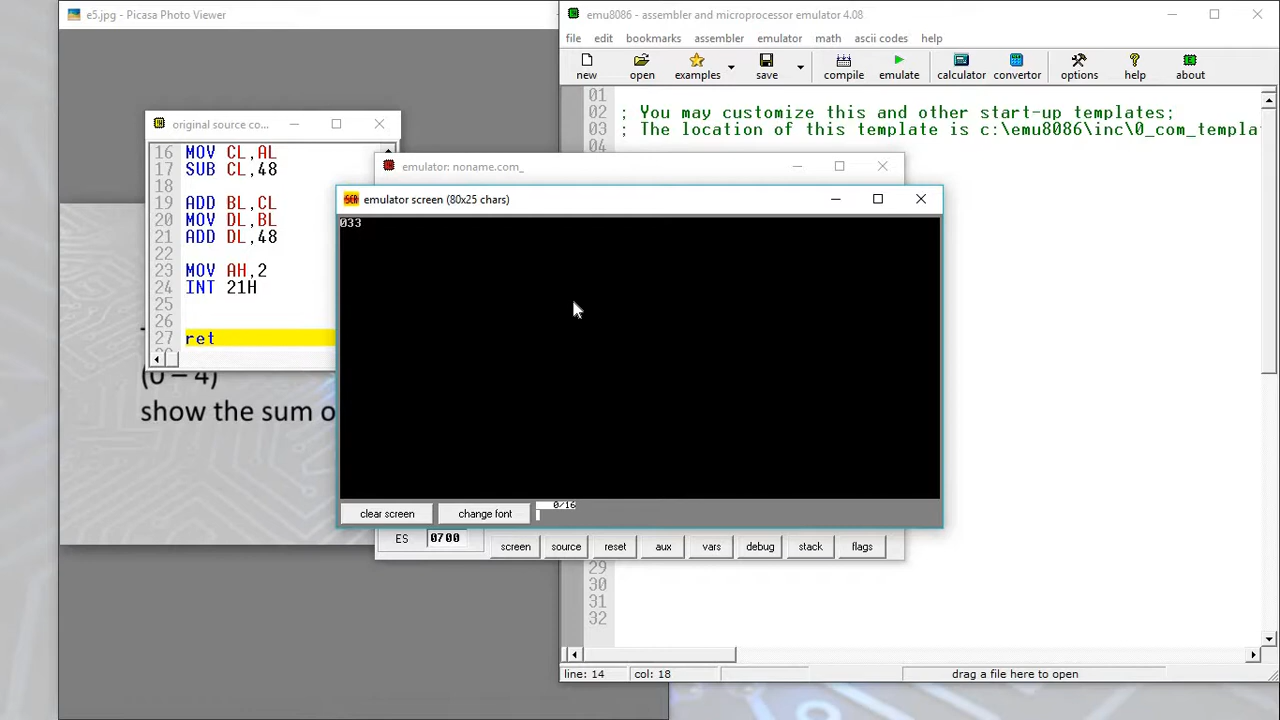 e5.jpg - Picasa Photo Viewer
emu8086 - assembler and microprocessor emulator 4.08
file edit bookmarks assembler emulator math ascii codes help
new open examples save compile emulate calculator convertor options help about
01
02 ; You may customize this and other start-up templates;
03 ; The location of this template is c:\emu8086\inc\0_com_templa
04
original source co...
16 MOV CL,AL
17 SUB CL,48
18
19 ADD BL,CL
20 MOV DL,BL
21 ADD DL,48
22
23 MOV AH,2
24 INT 21H
25
26
27 ret
emulator: noname.com_
emulator screen (80x25 chars)
033
clear screen change font 0/16
(0 – 4)
show the sum o
ES 0700
screen source reset aux vars debug stack flags
29
30
31
32
line: 14 col: 18 drag a file here to open